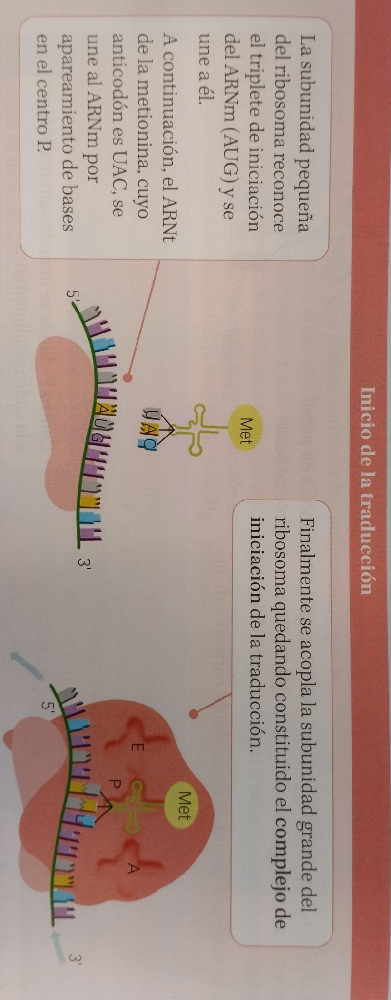 Inicio de la traducción
La subunidad pequeña
del ribosoma reconoce
el triplete de iniciación
del ARNm (AUG) y se
une a él.
A continuación, el ARNt
de la metionina, cuyo
anticodón es UAC, se
une al ARNm por
apareamiento de bases
en el centro P.
Met
UAC
5'
AUG
3'
Finalmente se acopla la subunidad grande del
ribosoma quedando constituido el complejo de
iniciación de la traducción.
Met
E
P
A
5'
3'